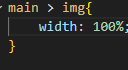 main > img{
    width: 100%;
}